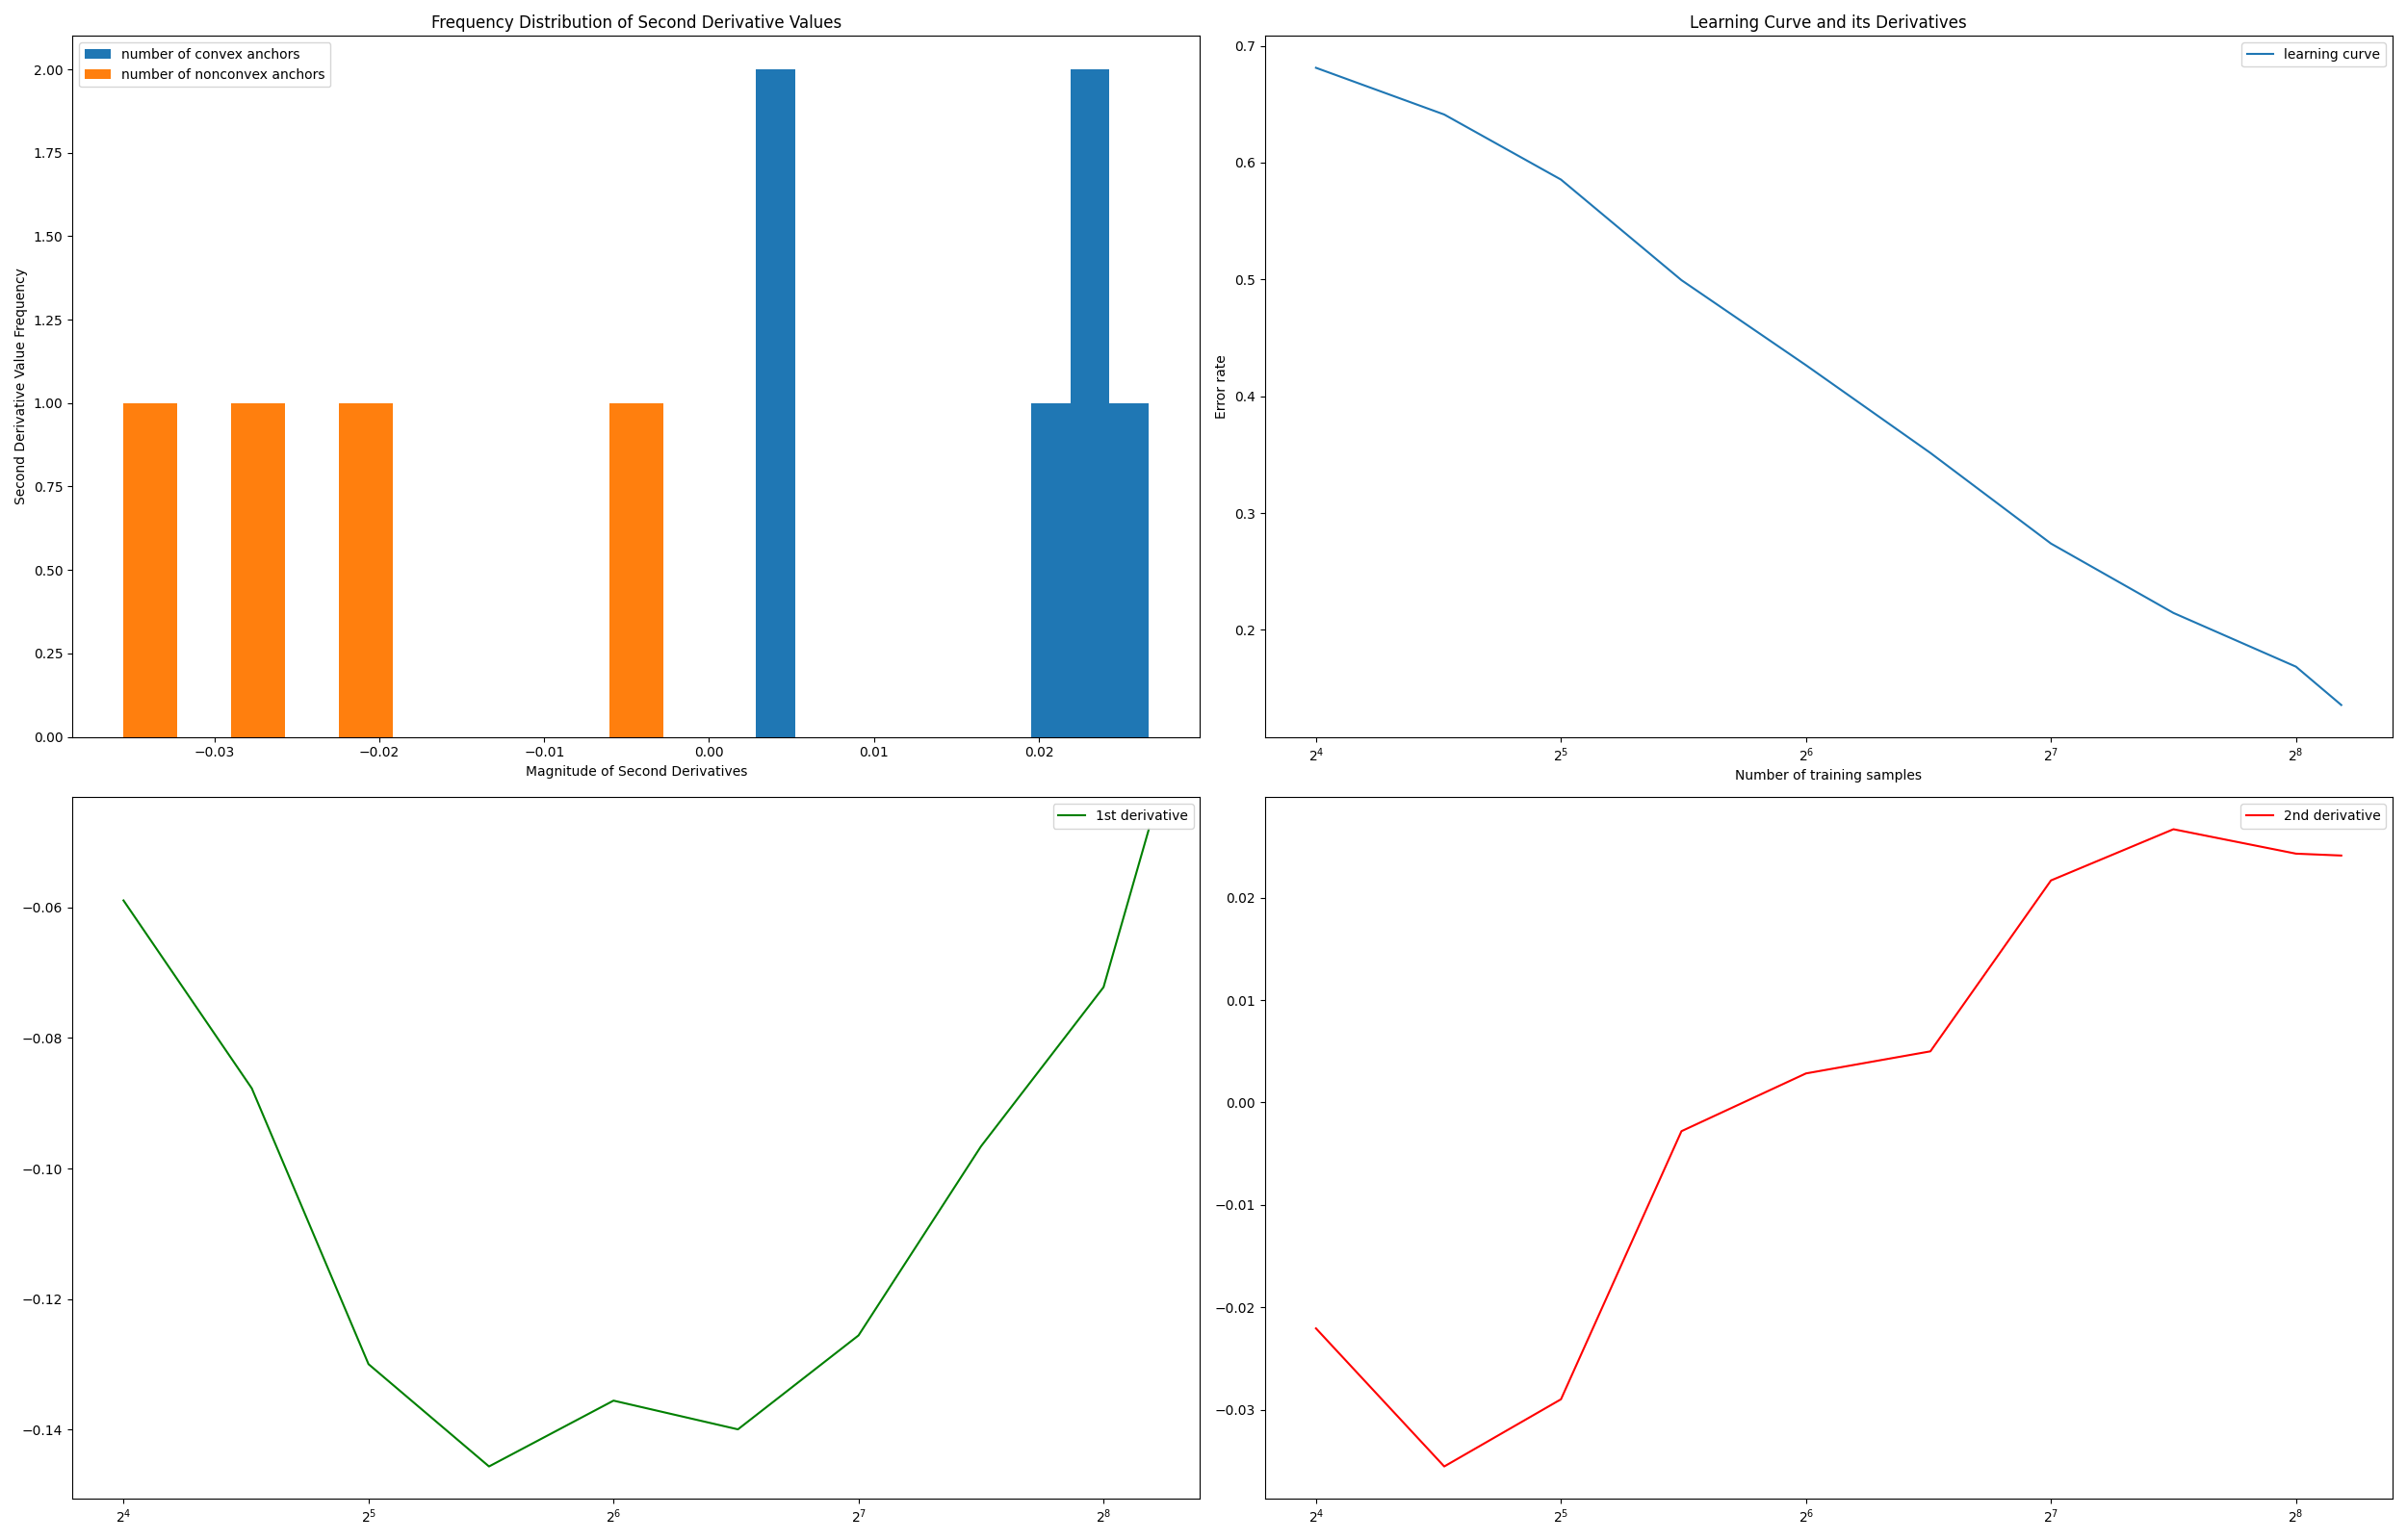 Frequency Distribution of Second Derivative Values
number of convex anchors
number of nonconvex anchors
2.00
1.75
1.50
1.25
1.00
0.75
0.50
0.25
0.00
Second Derivative Value Frequency
−0.03 −0.02 −0.01 0.00 0.01 0.02
Magnitude of Second Derivatives
Learning Curve and its Derivatives
learning curve
0.7
0.6
0.5
0.4
0.3
0.2
Error rate
2⁴ 2⁵ 2⁶ 2⁷ 2⁸
Number of training samples
1st derivative
−0.06
−0.08
−0.10
−0.12
−0.14
2⁴ 2⁵ 2⁶ 2⁷ 2⁸
2nd derivative
0.02
0.01
0.00
−0.01
−0.02
−0.03
2⁴ 2⁵ 2⁶ 2⁷ 2⁸